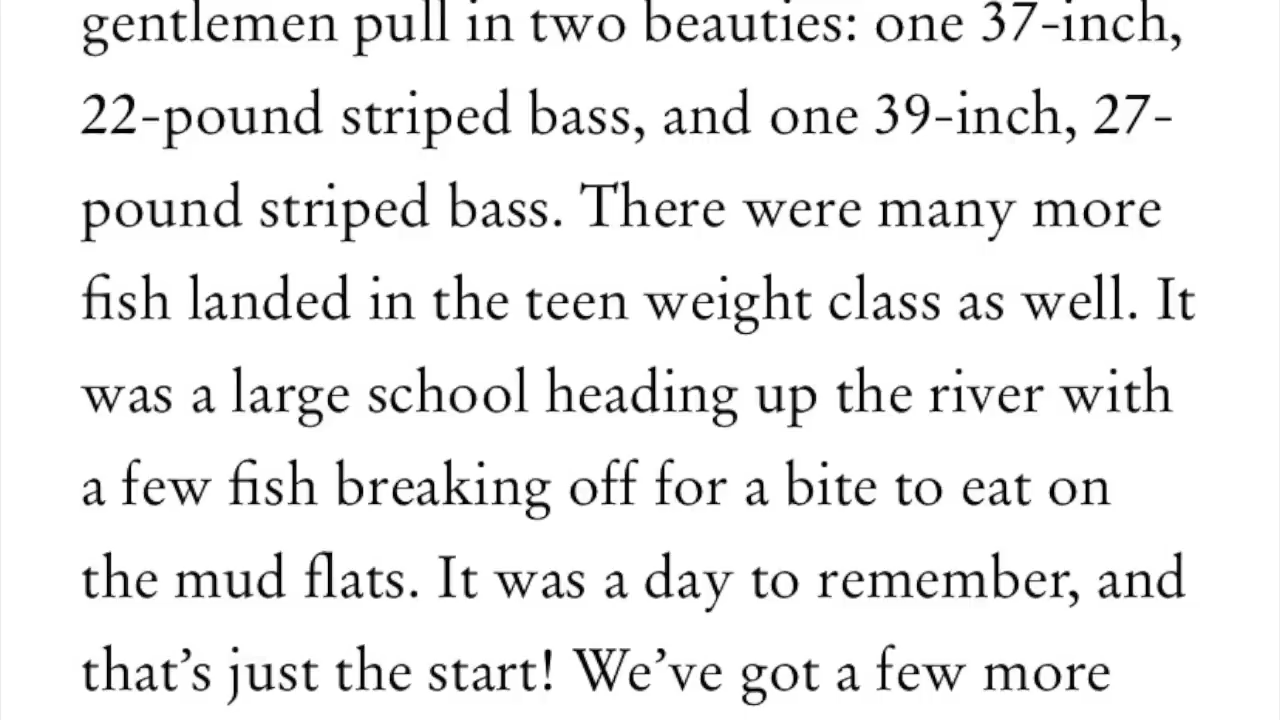 gentlemen pull in two beauties: one 37-inch,
22-pound striped bass, and one 39-inch, 27-
pound striped bass. There were many more
fish landed in the teen weight class as well. It
was a large school heading up the river with
a few fish breaking off for a bite to eat on
the mud flats. It was a day to remember, and
that’s just the start! We’ve got a few more